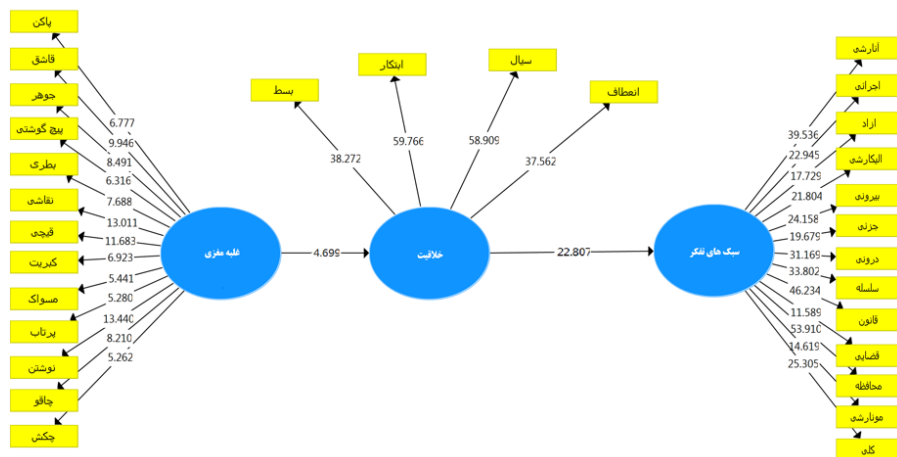 پاکن
قاشق
جوهر
پیچ گوشتی
بطری
نقاشی
قیچی
کبریت
مسواک
پرتاب
نوشتن
چاقو
چکش
6.777
9.946
8.491
6.316
7.688
13.011
11.683
6.923
5.441
5.280
13.440
8.210
5.262
غلبه مغزی
4.699
بسط
ابتکار
سیال
انعطاف
38.272
59.766
58.909
37.562
خلاقیت
22.807
سبک های تفکر
39.536
22.945
17.729
21.804
24.158
19.679
31.169
33.802
46.234
11.589
53.910
14.619
25.305
آنارشی
اجرائی
ازاد
الیگارشی
بیرونی
جزئی
درونی
سلسله
قانون
قضایی
محافظه
مونارشی
کلی